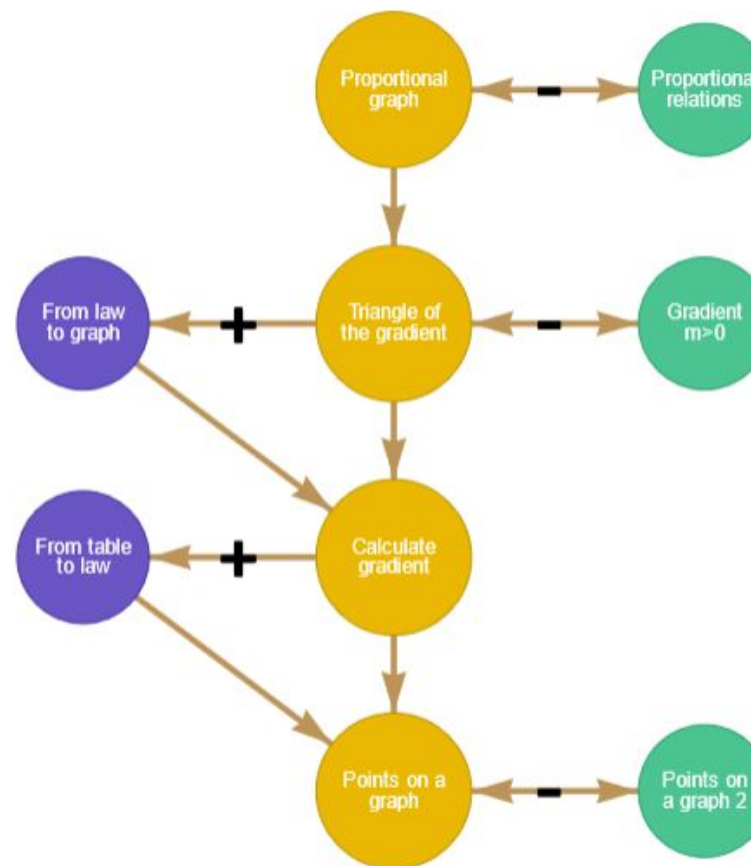 Proportional
graph
Proportional
relations
From law
to graph
Triangle of
the gradient
Gradient
m>0
From table
to law
Calculate
gradient
Points on a
graph
Points on
a graph 2